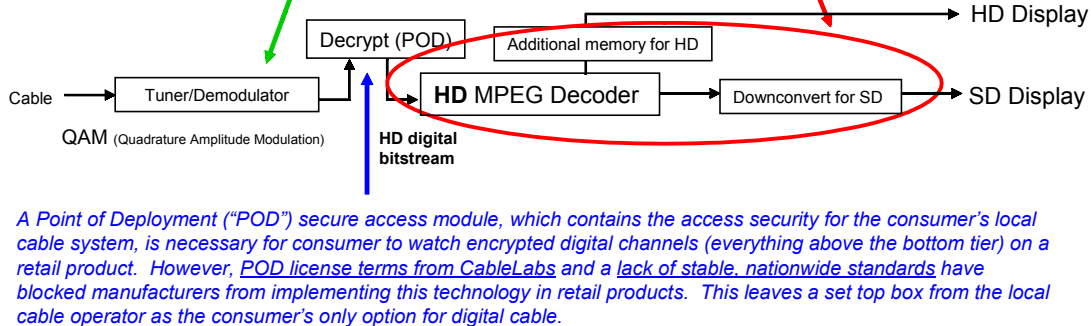 HD Display
Decrypt (POD)
Additional memory for HD
Cable
Tuner/Demodulator
HD MPEG Decoder
Downconvert for SD
SD Display
QAM (Quadrature Amplitude Modulation)
HD digital
bitstream
A Point of Deployment (“POD”) secure access module, which contains the access security for the consumer’s local
cable system, is necessary for consumer to watch encrypted digital channels (everything above the bottom tier) on a
retail product. However, POD license terms from CableLabs and a lack of stable, nationwide standards have
blocked manufacturers from implementing this technology in retail products. This leaves a set top box from the local
cable operator as the consumer’s only option for digital cable.